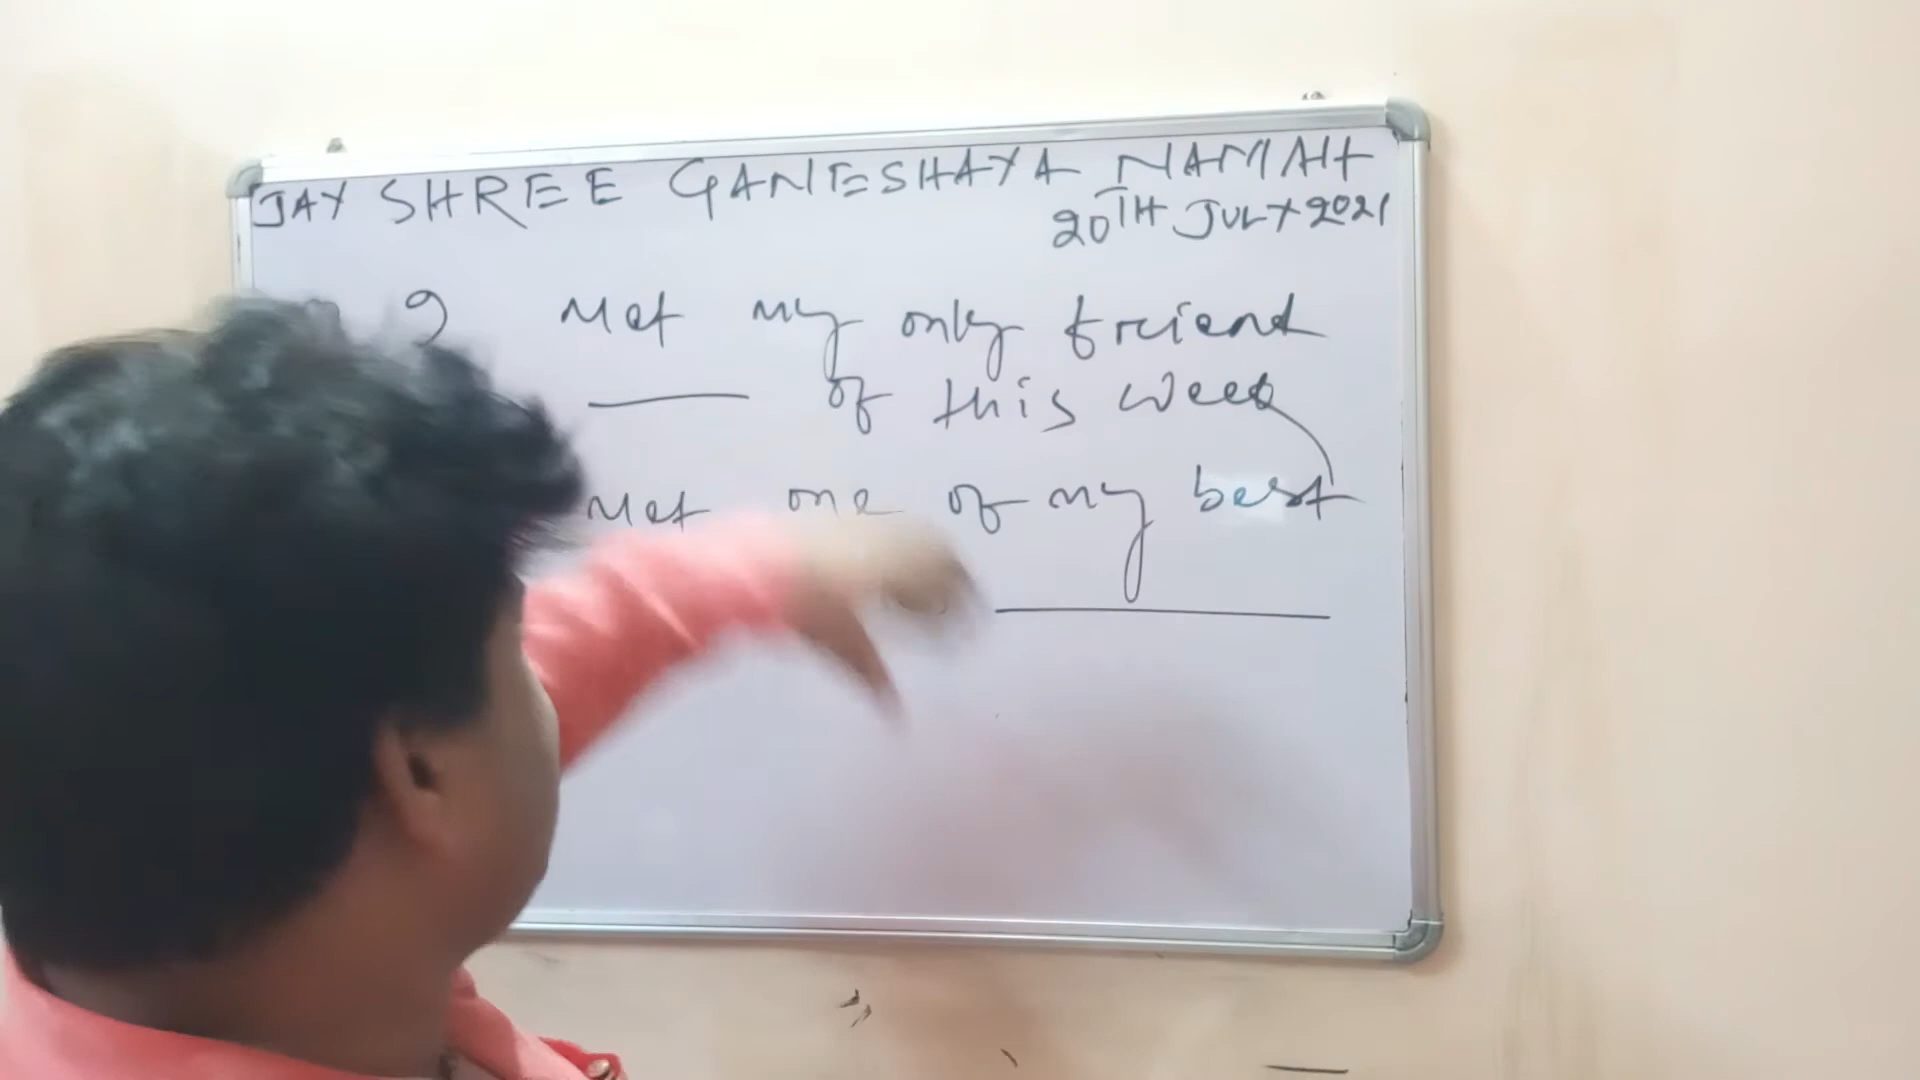 JAY SHREE GANESHAYA NAMAH
20TH JULY 2021
9 Met my only friend
of this week
Met one of my best